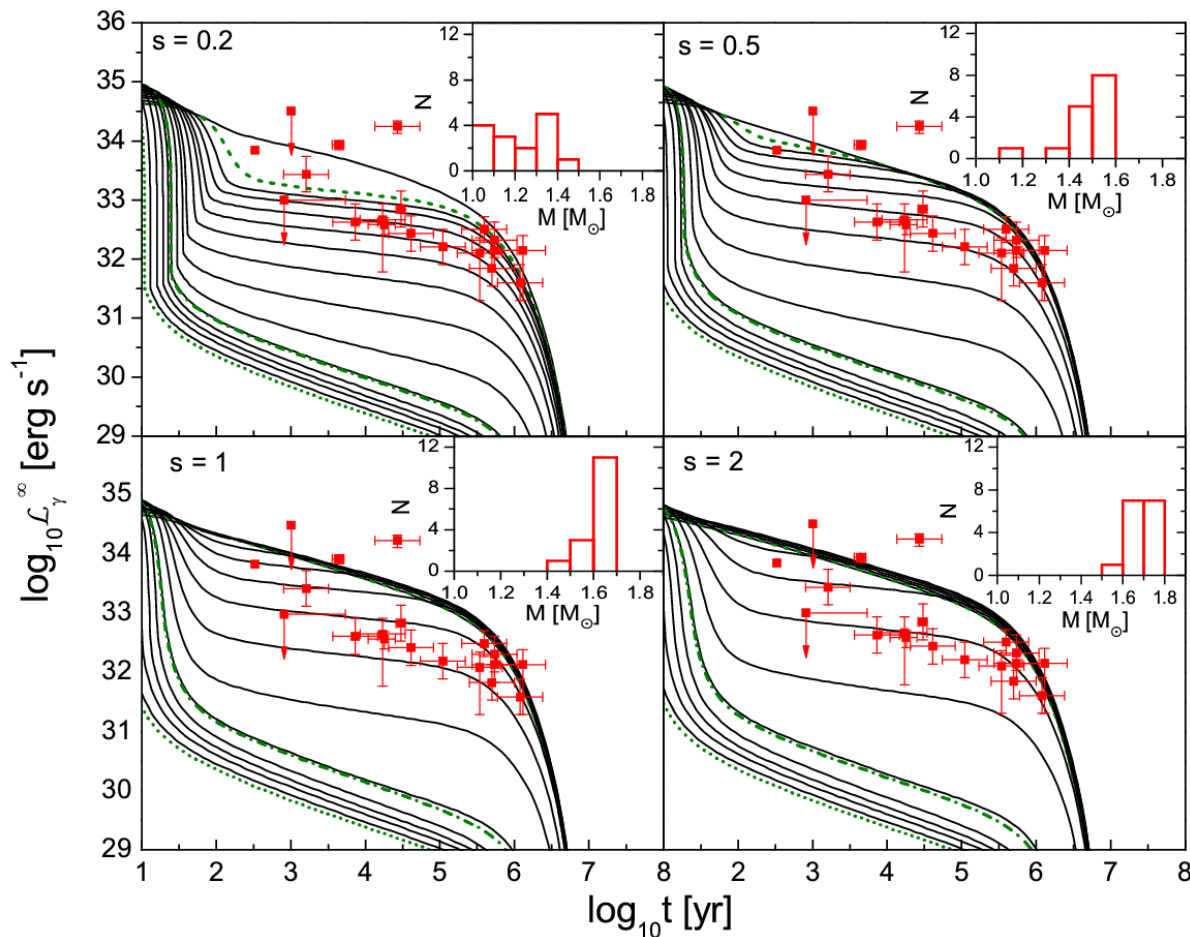 log₁₀ℒ_γ^∞ [erg s⁻¹]
36
35
34
33
32
31
30
29
s = 0.2
N
12
8
4
0
1.0 1.2 1.4 1.6 1.8
M [M⊙]
s = 0.5
N
12
8
4
0
1.0 1.2 1.4 1.6 1.8
M [M⊙]
35
34
33
32
31
30
29
s = 1
N
12
8
4
0
1.0 1.2 1.4 1.6 1.8
M [M⊙]
s = 2
N
12
8
4
0
1.0 1.2 1.4 1.6 1.8
M [M⊙]
1 2 3 4 5 6 7 8 2 3 4 5 6 7 8
log₁₀t [yr]